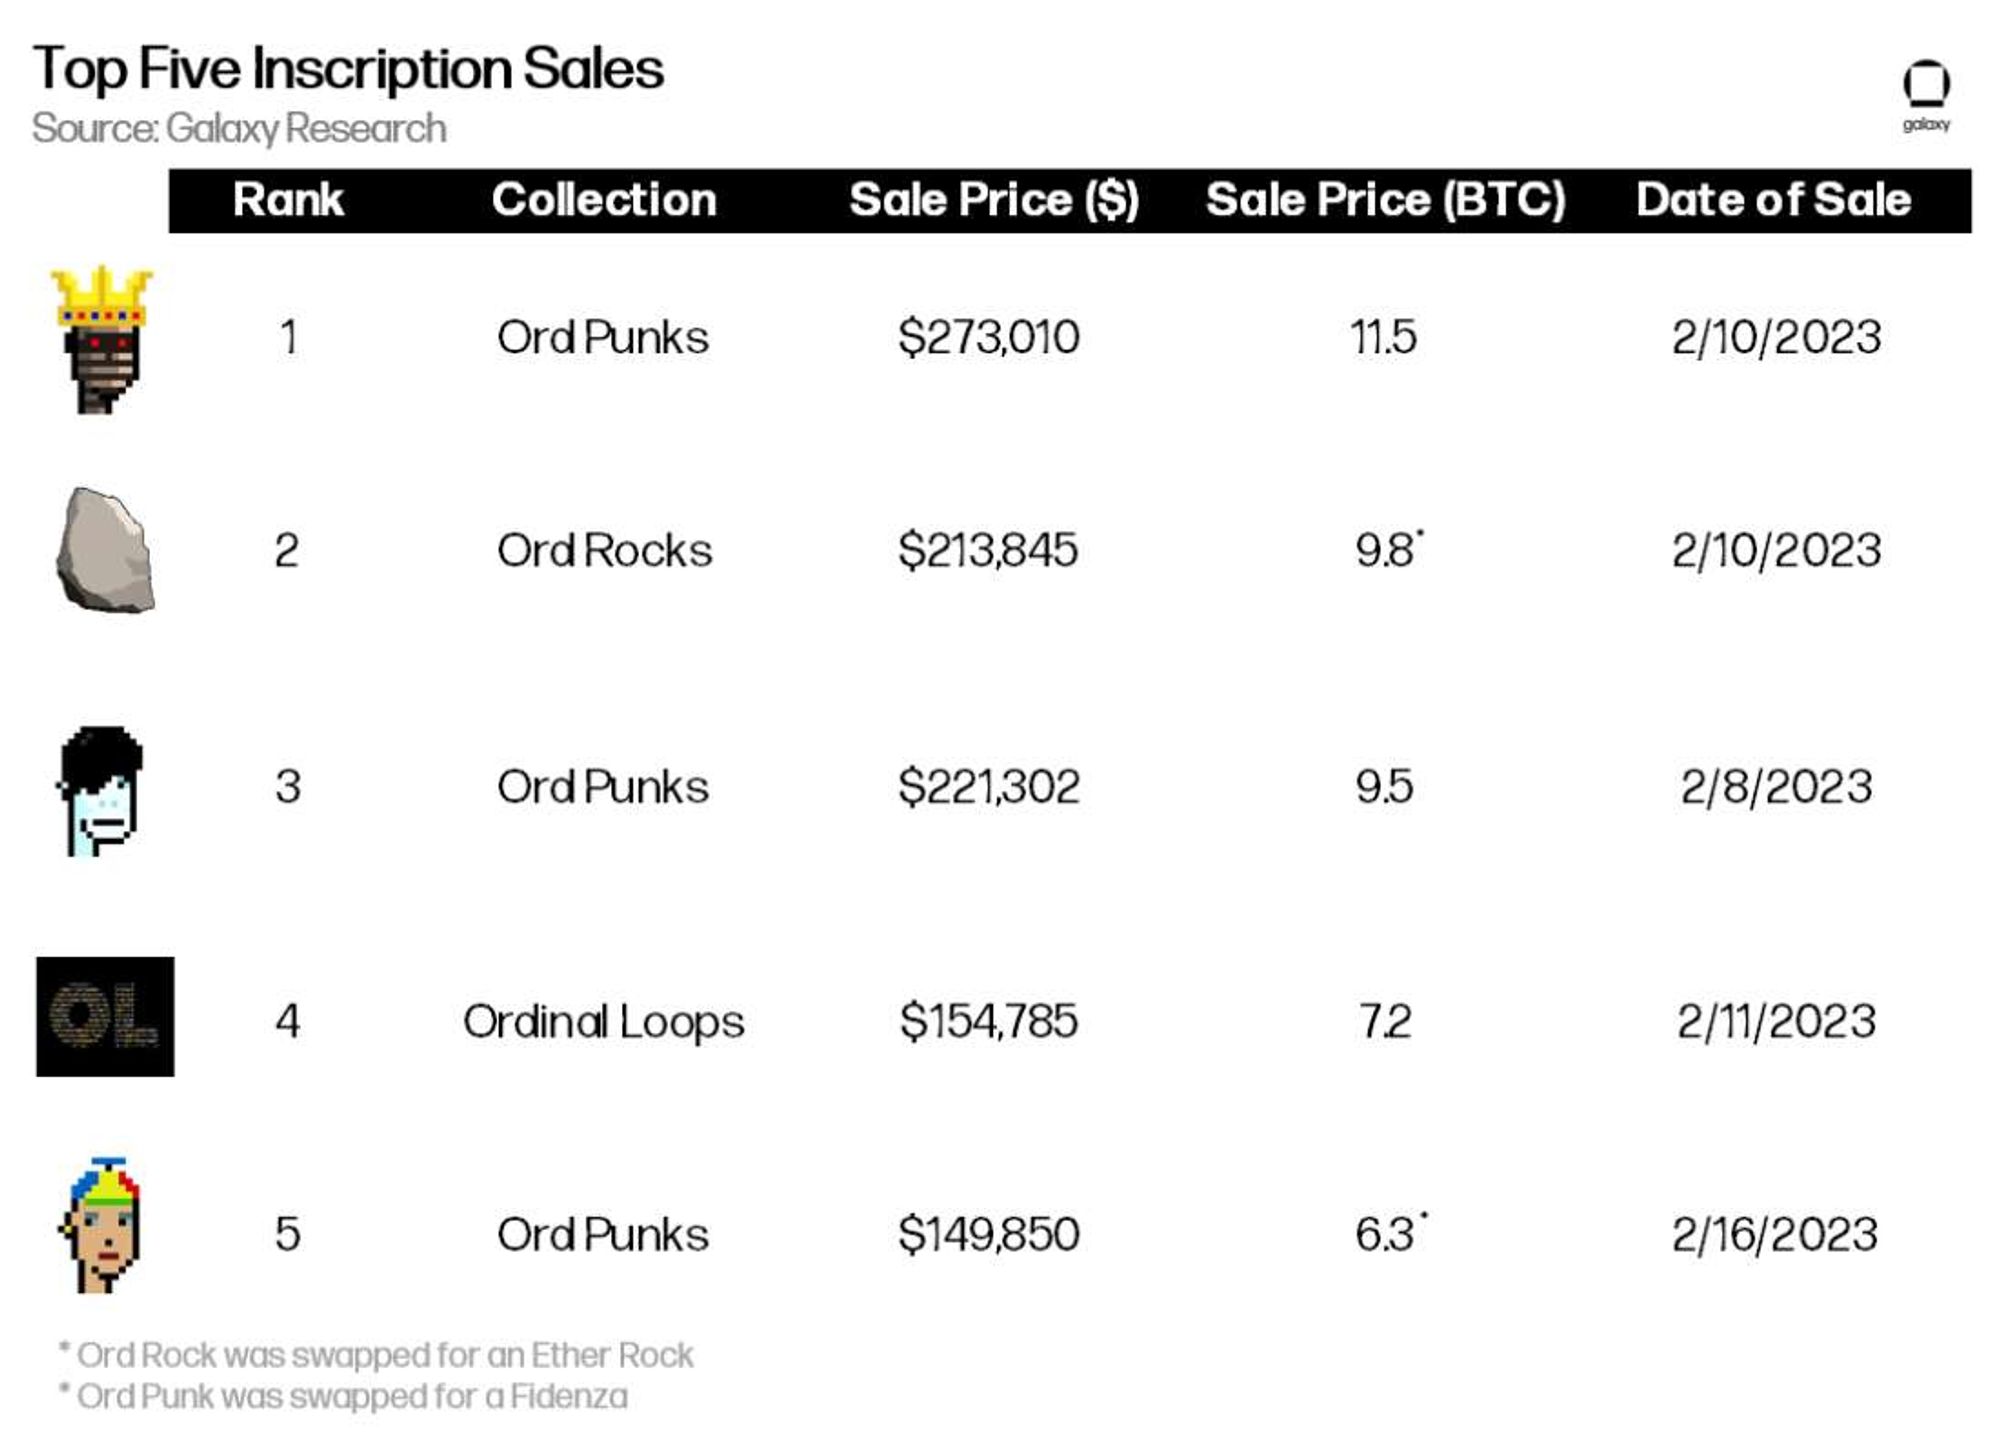 Top Five Inscription Sales
Source: Galaxy Research
galaxy
Rank Collection Sale Price ($) Sale Price (BTC) Date of Sale
1 Ord Punks $273,010 11.5 2/10/2023
2 Ord Rocks $213,845 9.8* 2/10/2023
3 Ord Punks $221,302 9.5 2/8/2023
OL
4 Ordinal Loops $154,785 7.2 2/11/2023
5 Ord Punks $149,850 6.3* 2/16/2023
* Ord Rock was swapped for an Ether Rock
* Ord Punk was swapped for a Fidenza